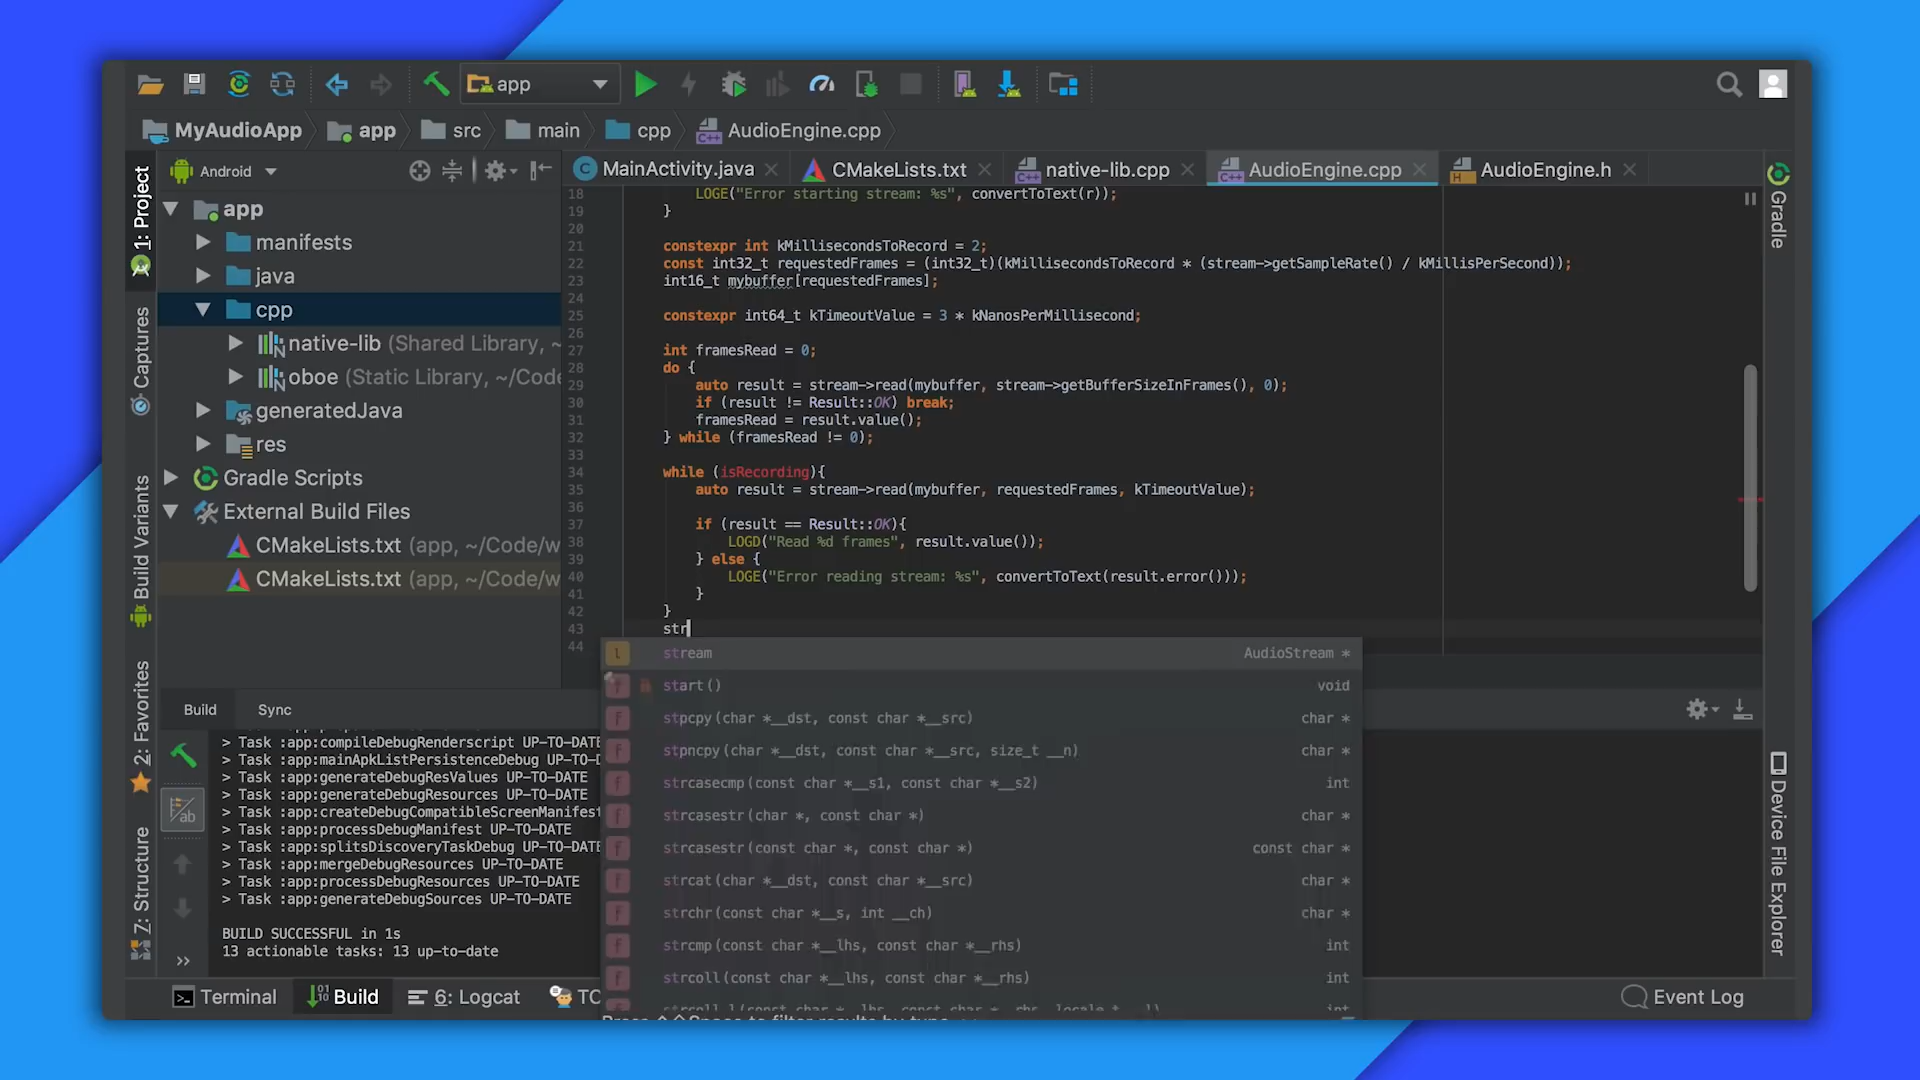 app
MyAudioApp app src main cpp AudioEngine.cpp
1: Project
Captures
Build Variants
2: Favorites
7: Structure
Android
app
manifests
java
cpp
native-lib (Shared Library, ~
oboe (Static Library, ~/Code
generatedJava
res
Gradle Scripts
External Build Files
CMakeLists.txt (app, ~/Code/w
CMakeLists.txt (app, ~/Code/w
MainActivity.java CMakeLists.txt native-lib.cpp AudioEngine.cpp AudioEngine.h
18 LOGE("Error starting stream: %s", convertToText(r));
19 }
20
21 constexpr int kMillisecondsToRecord = 2;
22 const int32_t requestedFrames = (int32_t)(kMillisecondsToRecord * (stream->getSampleRate() / kMillisPerSecond));
23 int16_t mybuffer[requestedFrames];
24
25 constexpr int64_t kTimeoutValue = 3 * kNanosPerMillisecond;
26
27 int framesRead = 0;
28 do {
29 auto result = stream->read(mybuffer, stream->getBufferSizeInFrames(), 0);
30 if (result != Result::OK) break;
31 framesRead = result.value();
32 } while (framesRead != 0);
33
34 while (isRecording){
35 auto result = stream->read(mybuffer, requestedFrames, kTimeoutValue);
36
37 if (result == Result::OK){
38 LOGD("Read %d frames", result.value());
39 } else {
40 LOGE("Error reading stream: %s", convertToText(result.error()));
41 }
42 }
43 str
44
l stream AudioStream *
f start() void
f stpcpy(char *__dst, const char *__src) char *
f stpncpy(char *__dst, const char *__src, size_t __n) char *
f strcasecmp(const char *__s1, const char *__s2) int
f strcasestr(char *, const char *) char *
f strcasestr(const char *, const char *) const char *
f strcat(char *__dst, const char *__src) char *
f strchr(const char *__s, int __ch) char *
f strcmp(const char *__lhs, const char *__rhs) int
f strcoll(const char *__lhs, const char *__rhs) int
Gradle
Device File Explorer
Build Sync
> Task :app:compileDebugRenderscript UP-TO-DATE
> Task :app:mainApkListPersistenceDebug UP-TO-D
> Task :app:generateDebugResValues UP-TO-DATE
> Task :app:generateDebugResources UP-TO-DATE
> Task :app:createDebugCompatibleScreenManifest
> Task :app:processDebugManifest UP-TO-DATE
> Task :app:splitsDiscoveryTaskDebug UP-TO-DATE
> Task :app:mergeDebugResources UP-TO-DATE
> Task :app:processDebugResources UP-TO-DATE
> Task :app:generateDebugSources UP-TO-DATE
BUILD SUCCESSFUL in 1s
13 actionable tasks: 13 up-to-date
Terminal Build 6: Logcat TO Event Log